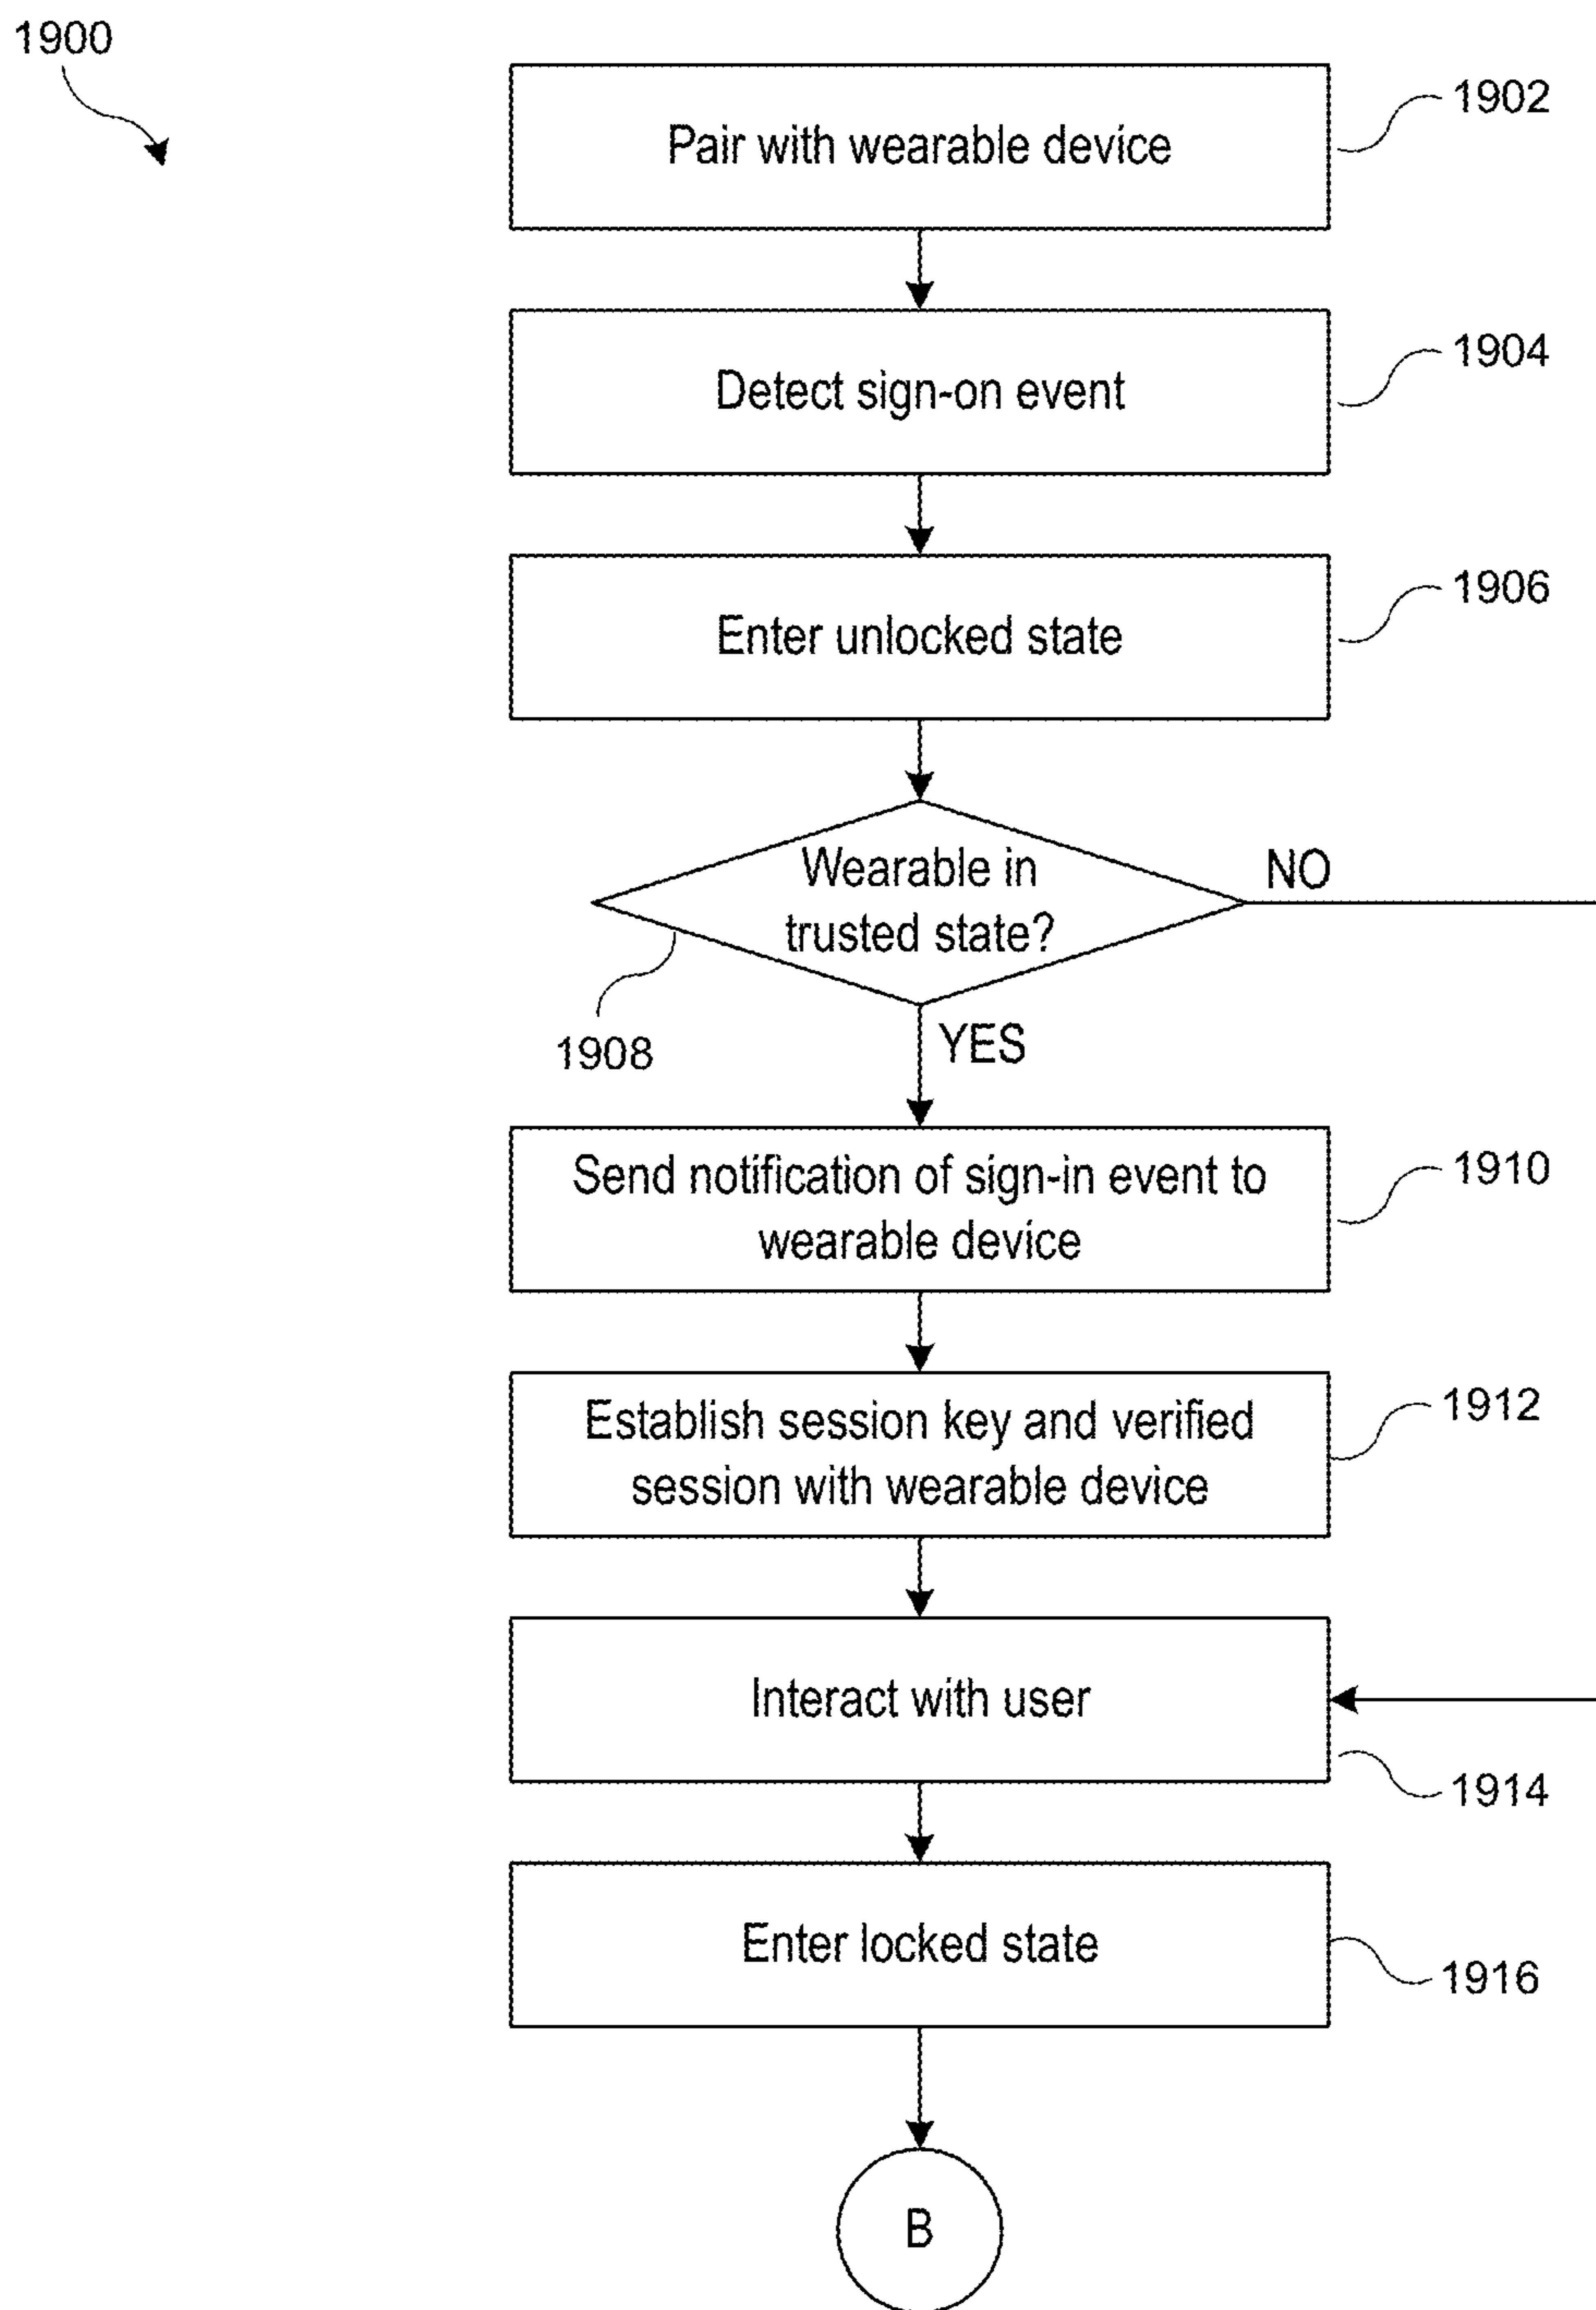 1900
Pair with wearable device
1902
Detect sign-on event
1904
Enter unlocked state
1906
Wearable in
trusted state?
NO
1908
YES
Send notification of sign-in event to
wearable device
1910
Establish session key and verified
session with wearable device
1912
Interact with user
1914
Enter locked state
1916
B